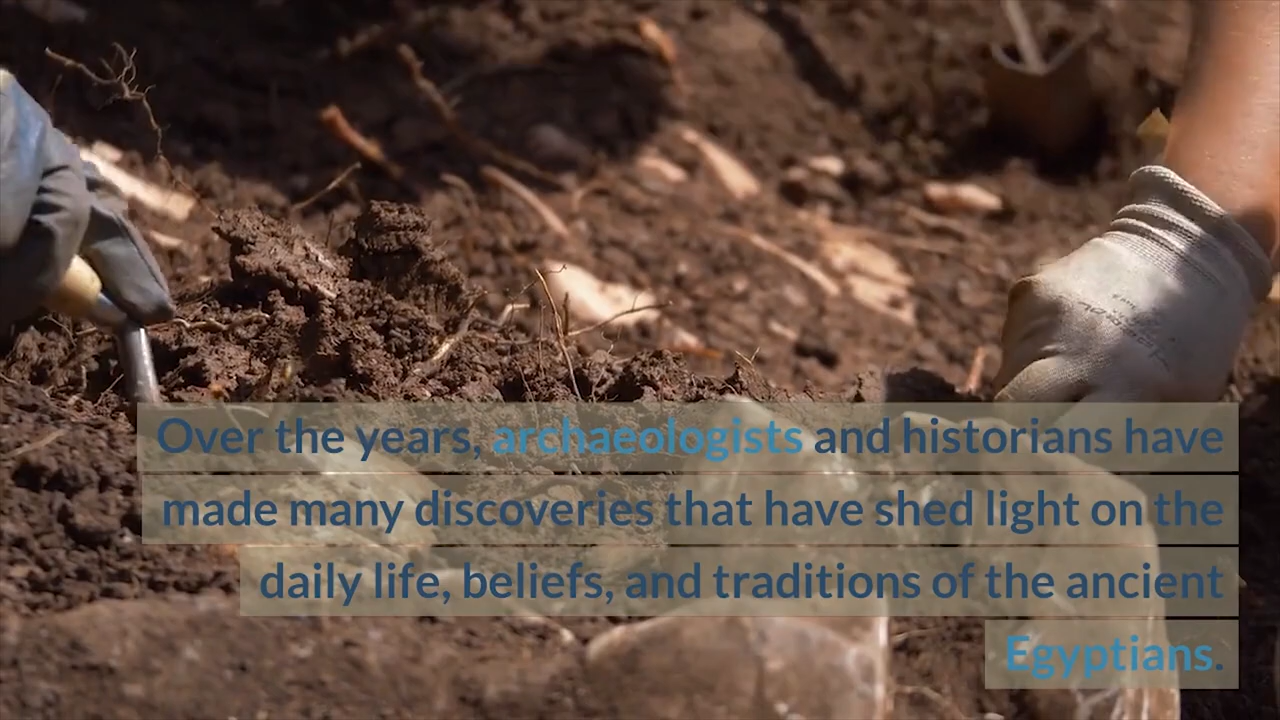 Over the years, archaeologists and historians have
made many discoveries that have shed light on the
daily life, beliefs, and traditions of the ancient
Egyptians.